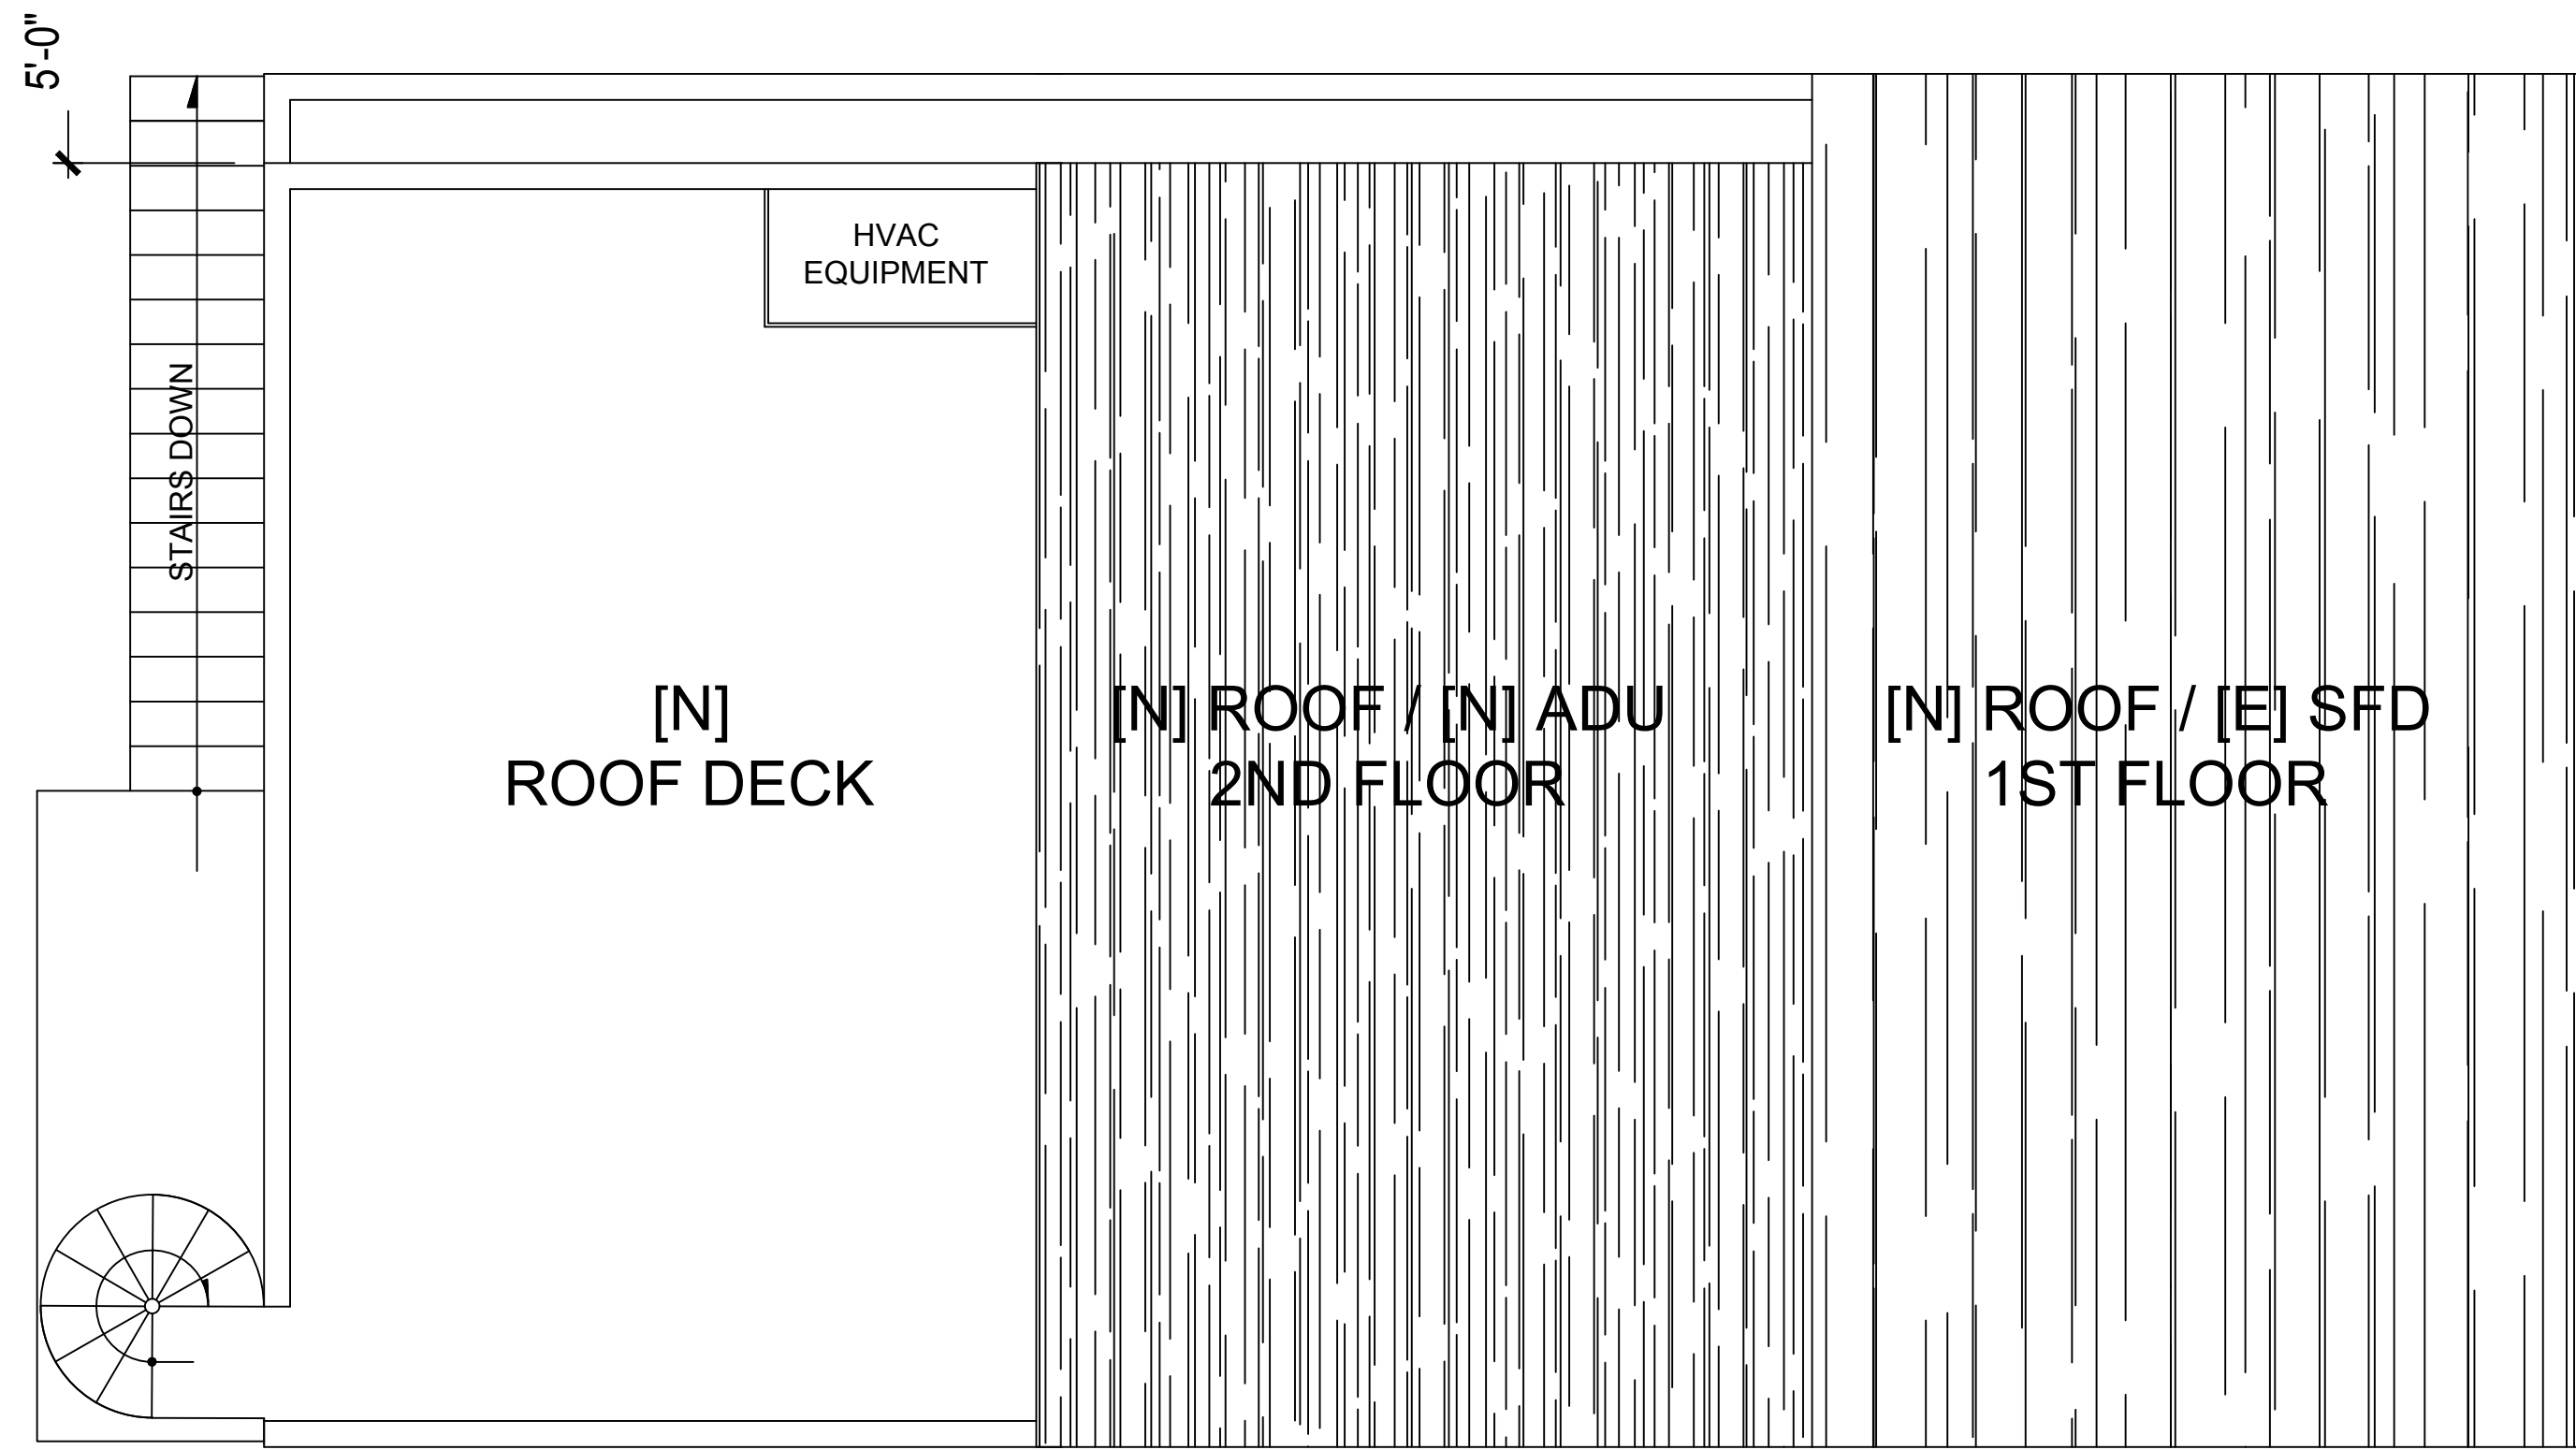 5'-0"
HVAC
EQUIPMENT
STAIRS DOWN
[N]
ROOF DECK
[N] ROOF / [N] ADU
2ND FLOOR
[N] ROOF / [E] SFD
1ST FLOOR